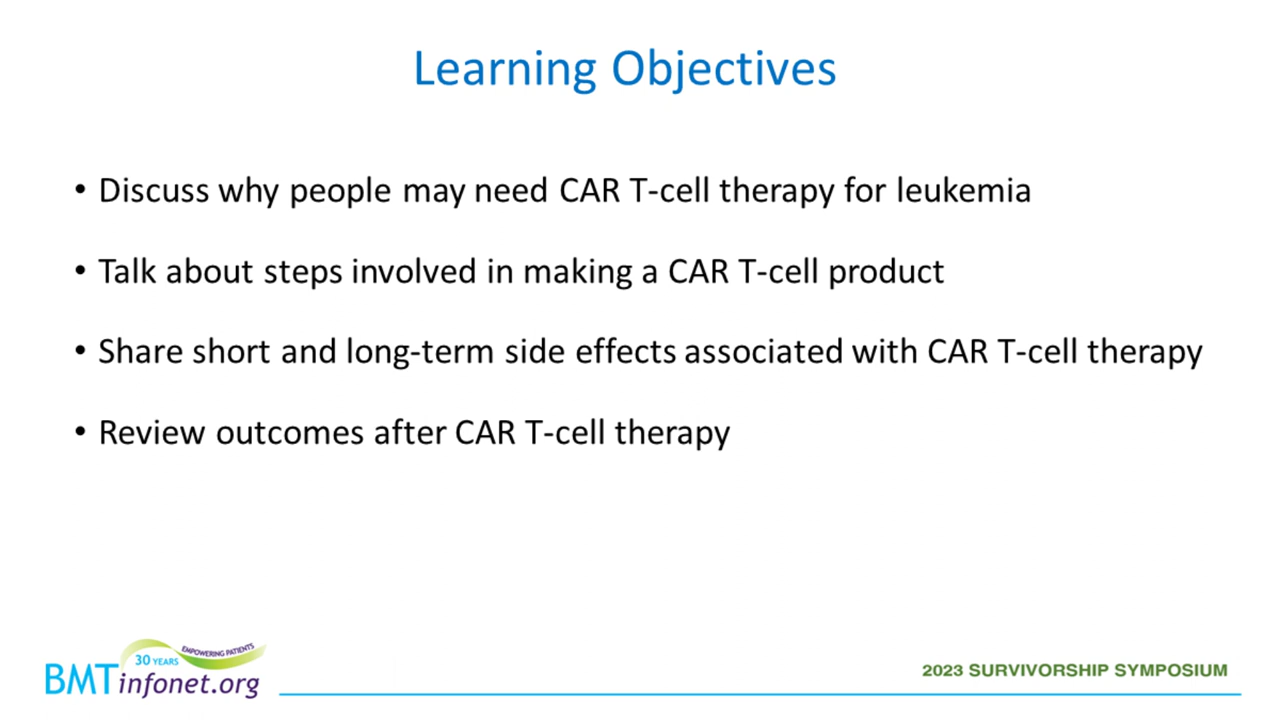 Learning Objectives
• Discuss why people may need CAR T-cell therapy for leukemia
• Talk about steps involved in making a CAR T-cell product
• Share short and long-term side effects associated with CAR T-cell therapy
• Review outcomes after CAR T-cell therapy
30 YEARS EMPOWERING PATIENTS
BMTinfonet.org
2023 SURVIVORSHIP SYMPOSIUM